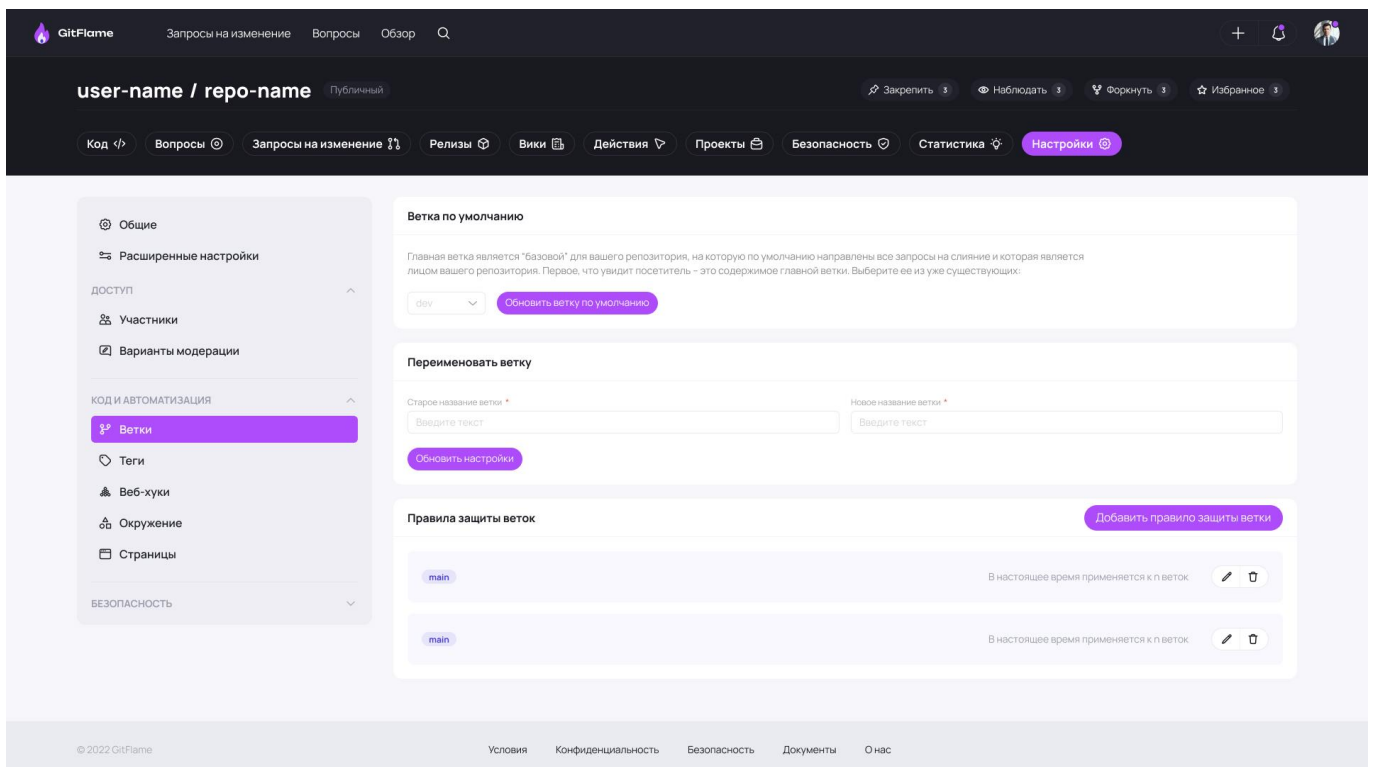 GitFlame Запросы на изменение Вопросы Обзор
user-name / repo-name Публичный Закрепить 3 Наблюдать 3 Форкнуть 3 Избранное 3
Код Вопросы Запросы на изменение Релизы Вики Действия Проекты Безопасность Статистика Настройки
Общие
Расширенные настройки
ДОСТУП
Участники
Варианты модерации
КОД И АВТОМАТИЗАЦИЯ
Ветки
Теги
Веб-хуки
Окружение
Страницы
БЕЗОПАСНОСТЬ
Ветка по умолчанию
Главная ветка является "базовой" для вашего репозитория, на которую по умолчанию направлены все запросы на слияние и которая является
лицом вашего репозитория. Первое, что увидит посетитель – это содержимое главной ветки. Выберите ее из уже существующих:
dev Обновить ветку по умолчанию
Переименовать ветку
Старое название ветки * Новое название ветки *
Введите текст Введите текст
Обновить настройки
Правила защиты веток Добавить правило защиты ветки
main В настоящее время применяется к n веток
main В настоящее время применяется к n веток
© 2022 GitFlame Условия Конфиденциальность Безопасность Документы О нас